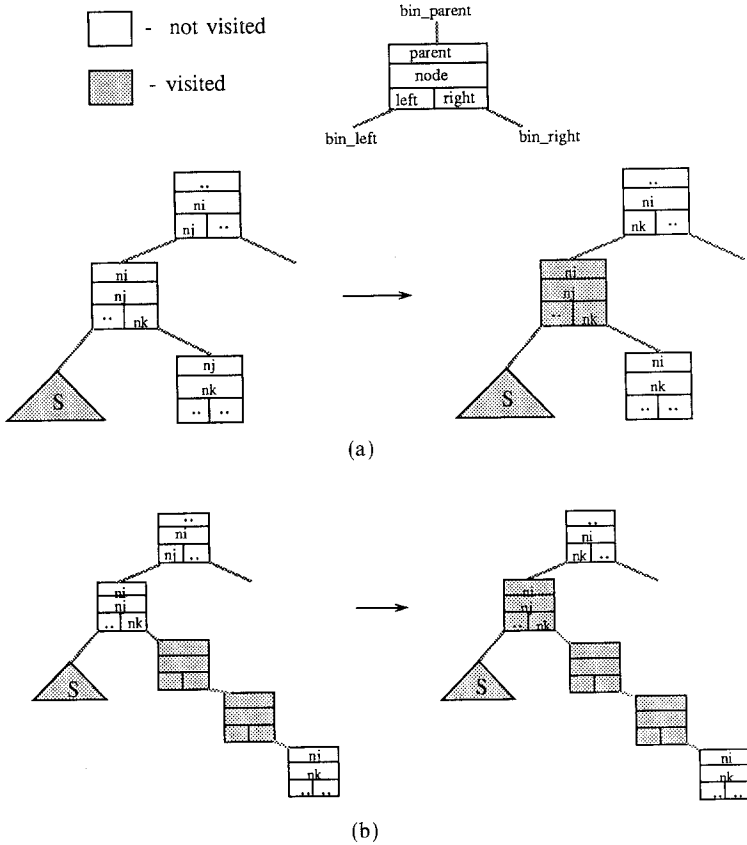 bin_parent
- not visited
- visited
parent
node
left right
bin_left
bin_right
..
ni
nj ..
ni
nj
.. nk
S
nj
nk
.. ..
..
ni
nk ..
ni
nj
.. nk
S
ni
nk
.. ..
(a)
..
ni
nj ..
ni
nj
.. nk
S
nj
nk
.. ..
..
ni
nk ..
ni
nj
.. nk
S
ni
nk
.. ..
(b)